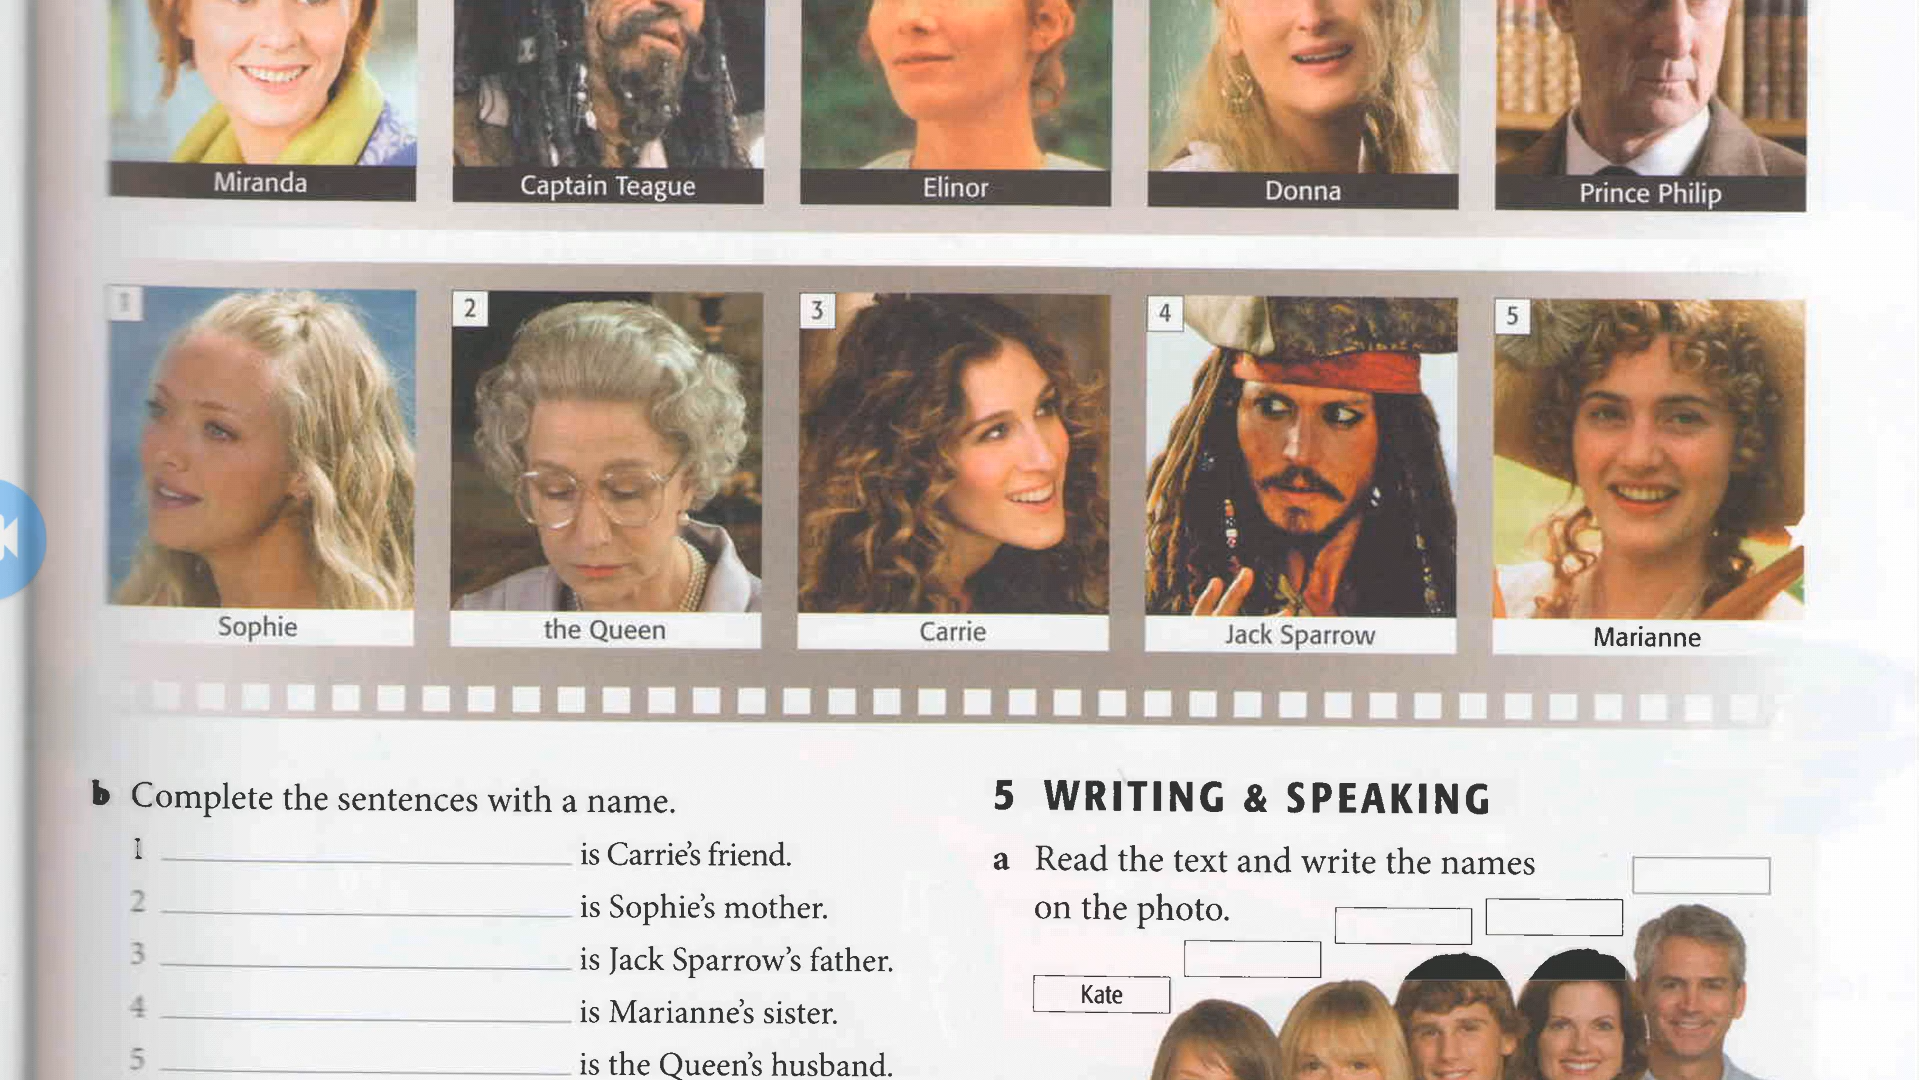 Miranda
Captain Teague
Elinor
Donna
Prince Philip
1
2
3
4
5
Sophie
the Queen
Carrie
Jack Sparrow
Marianne
b Complete the sentences with a name.
1 is Carrie's friend.
2 is Sophie's mother.
3 is Jack Sparrow's father.
4 is Marianne's sister.
5 is the Queen's husband.
5 WRITING & SPEAKING
a Read the text and write the names
on the photo.
Kate